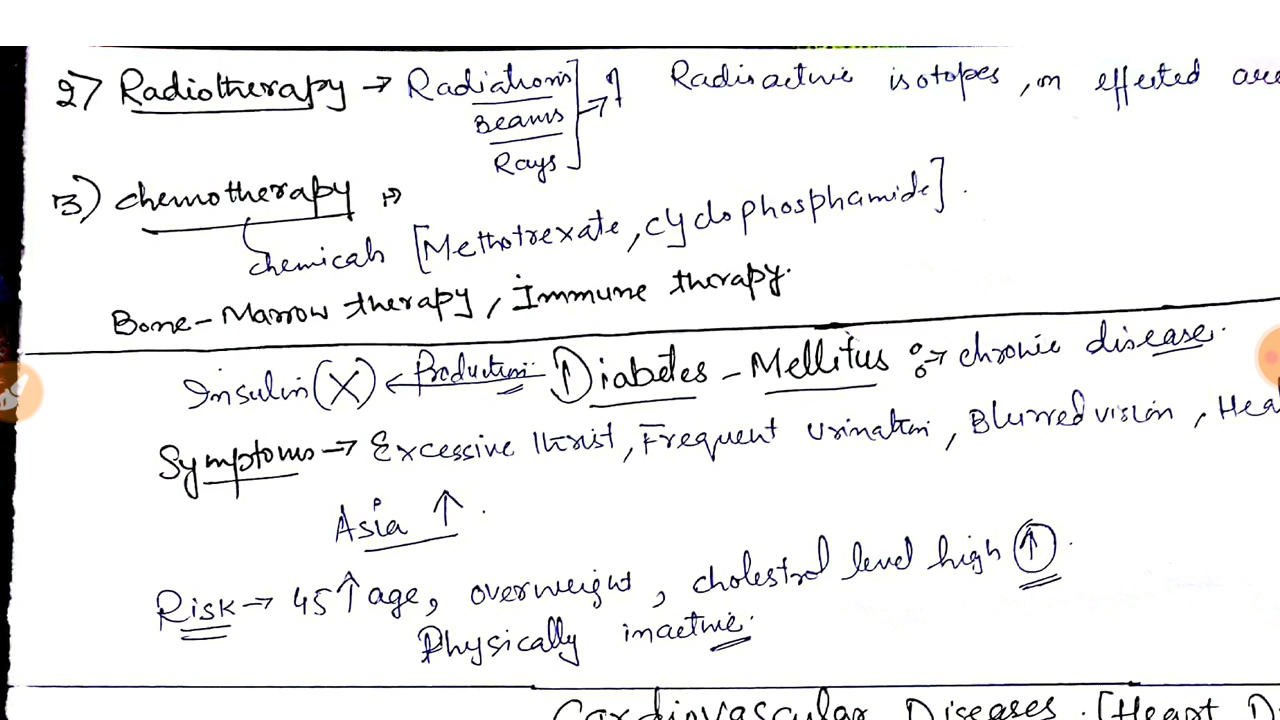 2) Radiotherapy → Radiations] → ↑ Radioactive isotopes, on effected are
Beams
Rays
3) chemotherapy →
chemicals [Methotrexate, cyclophosphamide].
Bone-Marrow therapy, Immune therapy.
Insulin(X) ← Production ↑ Diabetes-Mellitus :→ chronic disease.
Symptoms → Excessive thrist, Frequent urination, Blurred vision, Hea
Asia ↑.
Risk → 45↑ age, overweight, cholestrol level high ↑.
Physically inactive.
Cardiovascular Diseases. [Heart D